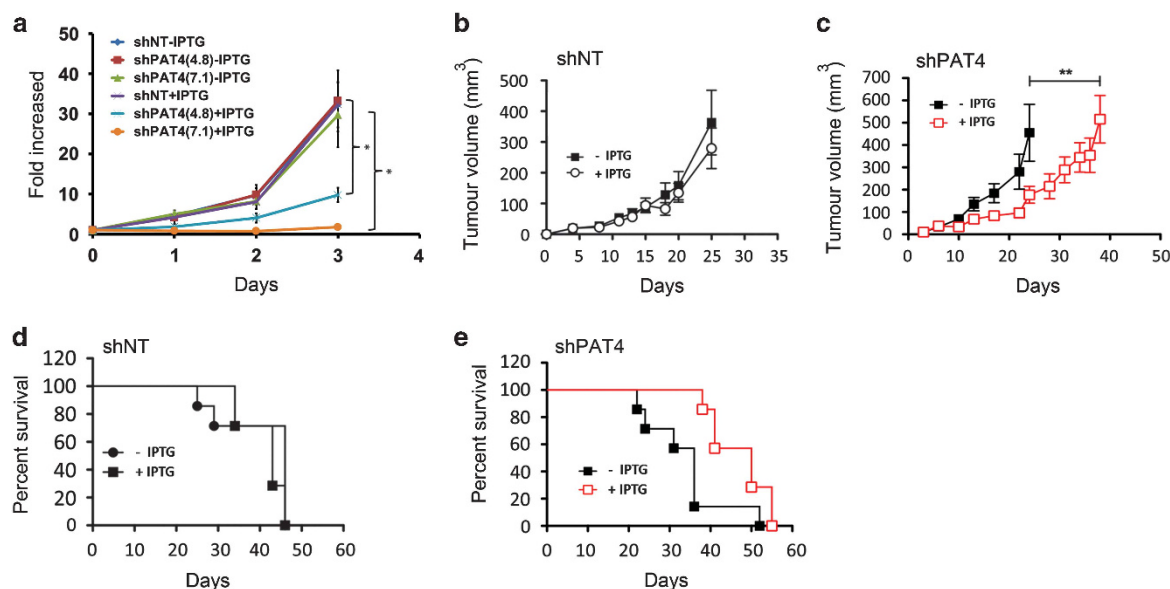 a
50
40
30
20
10
0
0 1 2 3 4
Fold increased
Days
shNT-IPTG
shPAT4(4.8)-IPTG
shPAT4(7.1)-IPTG
shNT+IPTG
shPAT4(4.8)+IPTG
shPAT4(7.1)+IPTG
*
*
b
shNT
Tumour volume (mm3)
500
400
300
200
100
0
0 5 10 15 20 25 30 35
Days
- IPTG
+ IPTG
c
shPAT4
Tumour volume (mm3)
700
600
500
400
300
200
100
0
0 10 20 30 40 50
Days
- IPTG
+ IPTG
**
d
shNT
Percent survival
120
100
80
60
40
20
0
0 10 20 30 40 50 60
Days
- IPTG
+ IPTG
e
shPAT4
Percent survival
120
100
80
60
40
20
0
0 10 20 30 40 50 60
Days
- IPTG
+ IPTG